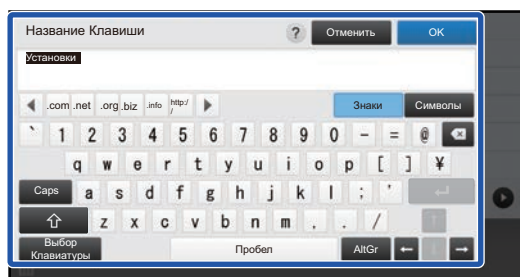 Название Клавиши ? Отменить OK
Установки
.com .net .org .biz .info http:// Знаки Символы
` 1 2 3 4 5 6 7 8 9 0 - = @
q w e r t y u i o p [ ] ¥
Caps a s d f g h j k l ; '
z x c v b n m , . /
Выбор Клавиатуры Пробел AltGr